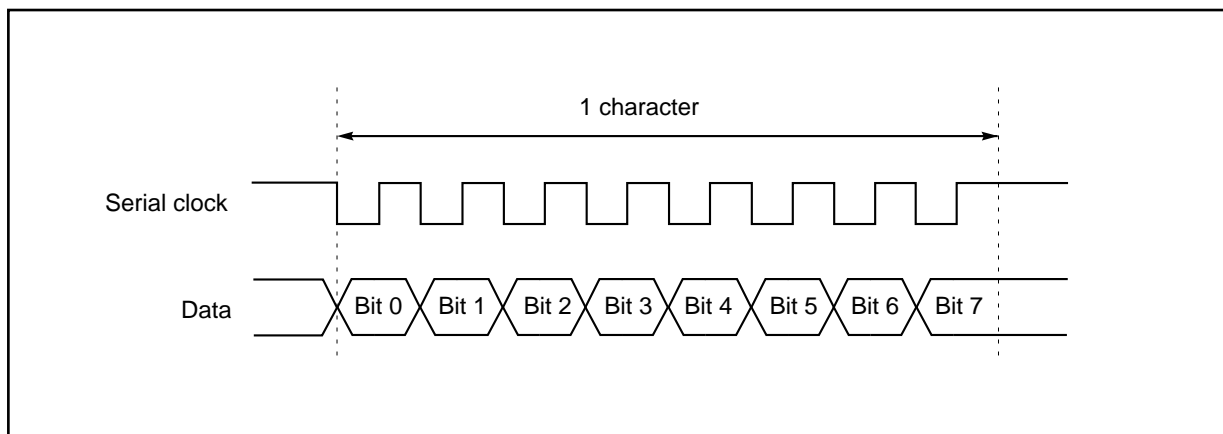 1 character
Serial clock
Data
Bit 0 Bit 1 Bit 2 Bit 3 Bit 4 Bit 5 Bit 6 Bit 7